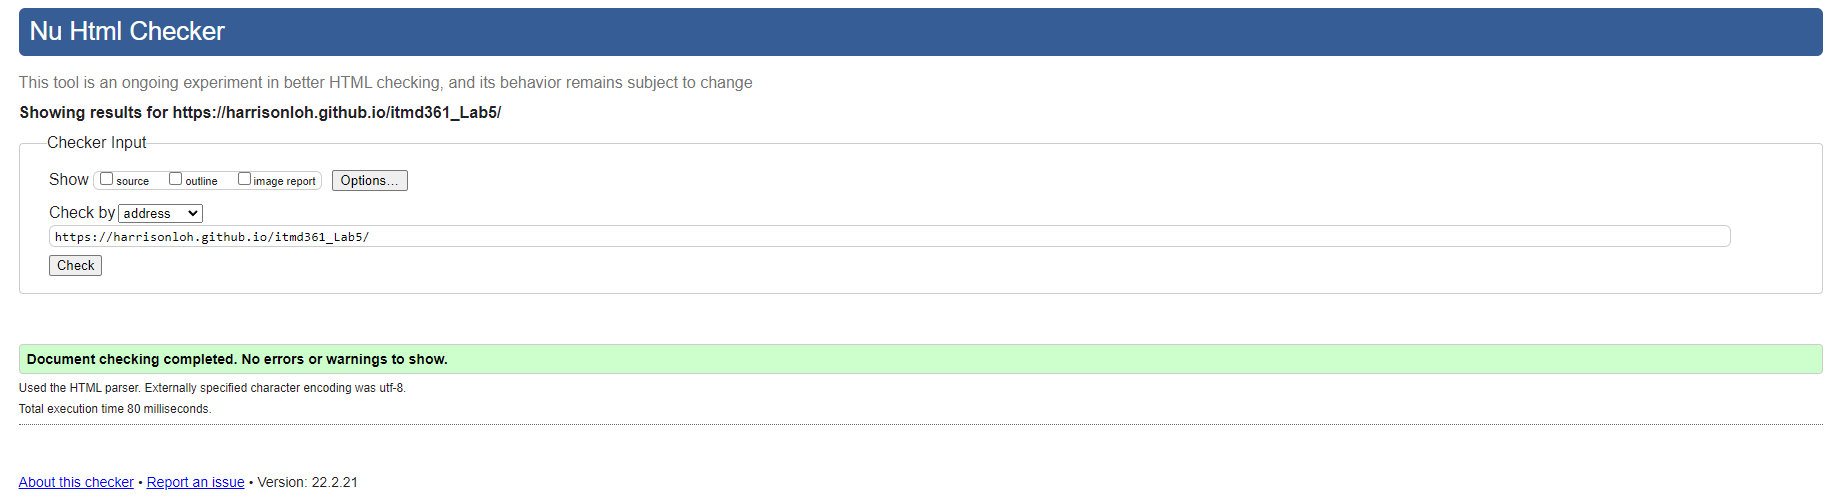 Nu Html Checker
This tool is an ongoing experiment in better HTML checking, and its behavior remains subject to change
Showing results for https://harrisonloh.github.io/itmd361_Lab5/
Checker Input
Show source outline image report Options...
Check by address
https://harrisonloh.github.io/itmd361_Lab5/
Check
Document checking completed. No errors or warnings to show.
Used the HTML parser. Externally specified character encoding was utf-8.
Total execution time 80 milliseconds.
About this checker • Report an issue • Version: 22.2.21